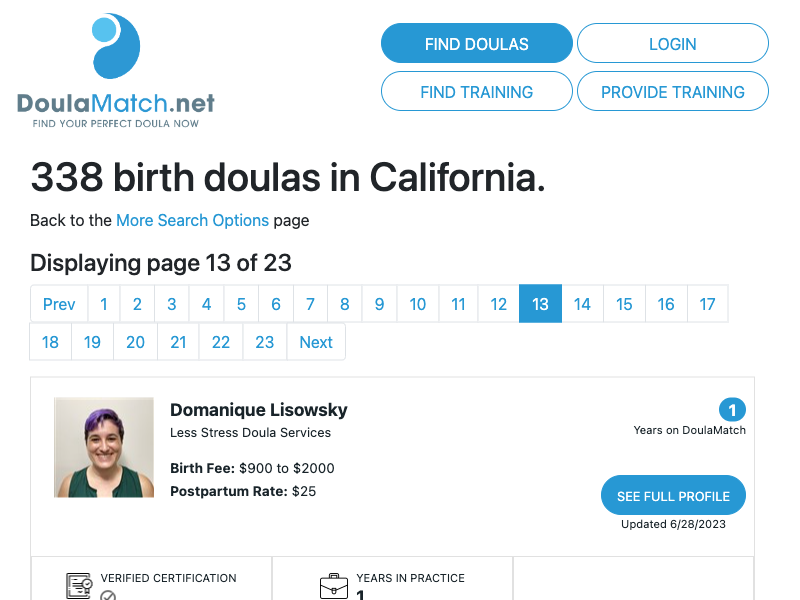 FIND DOULAS
LOGIN
DoulaMatch.net
FIND YOUR PERFECT DOULA NOW
FIND TRAINING
PROVIDE TRAINING
338 birth doulas in California.
Back to the More Search Options page
Displaying page 13 of 23
Prev 1 2 3 4 5 6 7 8 9 10 11 12 13 14 15 16 17
18 19 20 21 22 23 Next
Domanique Lisowsky
1
Less Stress Doula Services
Years on DoulaMatch
Birth Fee: $900 to $2000
Postpartum Rate: $25
SEE FULL PROFILE
Updated 6/28/2023
VERIFIED CERTIFICATION
YEARS IN PRACTICE
1